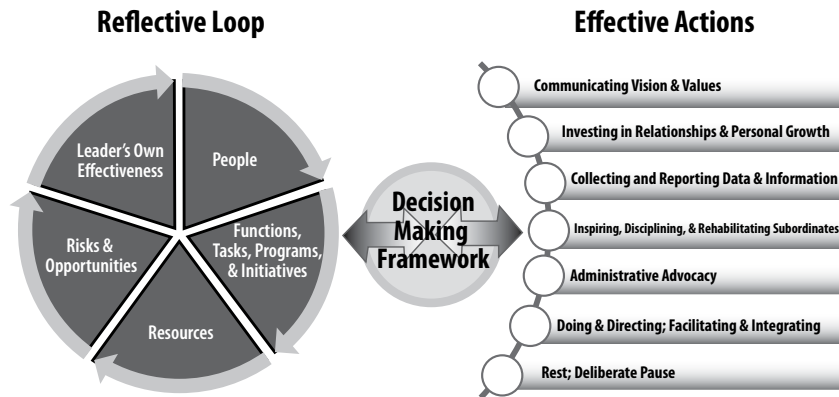 Reflective Loop
Effective Actions
Leader's Own
Effectiveness
People
Functions,
Tasks, Programs,
& Initiatives
Resources
Risks &
Opportunities
Decision
Making
Framework
Communicating Vision & Values
Investing in Relationships & Personal Growth
Collecting and Reporting Data & Information
Inspiring, Disciplining, & Rehabilitating Subordinates
Administrative Advocacy
Doing & Directing; Facilitating & Integrating
Rest; Deliberate Pause